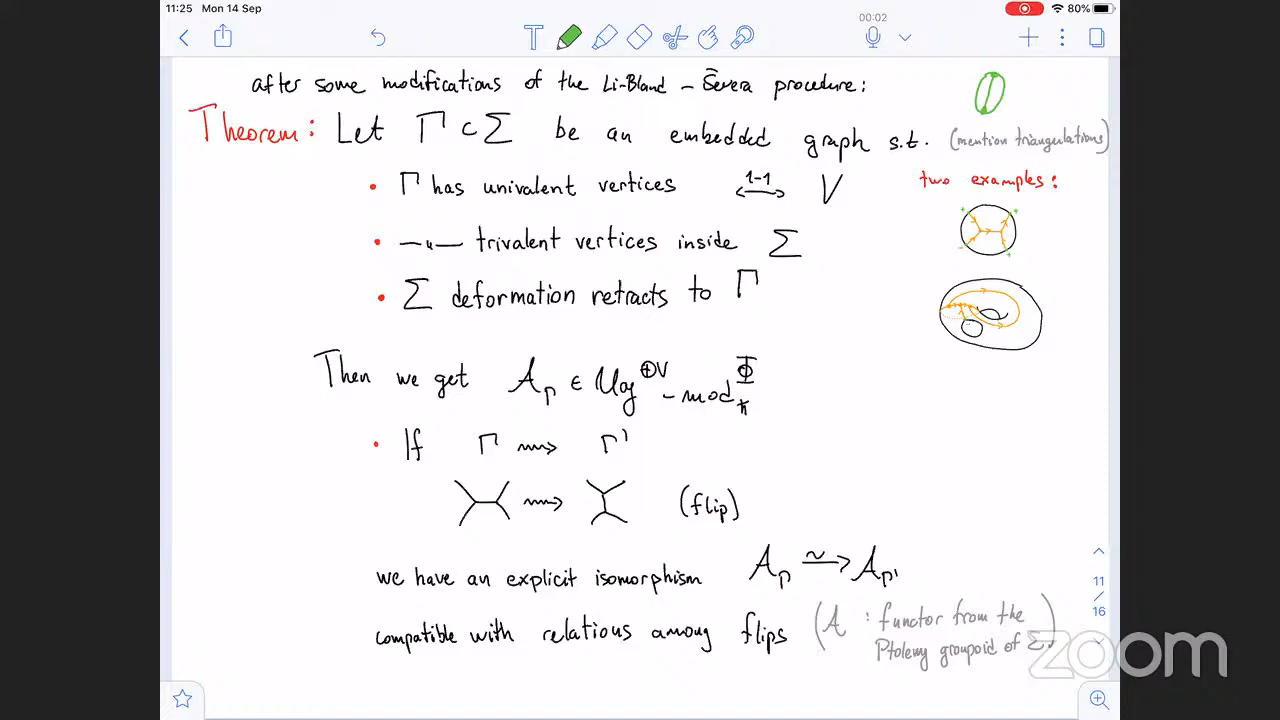 11:25 Mon 14 Sep
80%
00:02
after some modifications of the Li-Bland – Ševera procedure:
Theorem: Let Γ ⊂ Σ be an embedded graph s.t. (mention triangulations)
• Γ has univalent vertices ⟷ 1-1 V
two examples:
• —"— trivalent vertices inside Σ
• Σ deformation retracts to Γ
Then we get A_Γ ∈ U𝔤^{⊕V} -mod_ħ^Φ
• If Γ ⇝ Γ'
⇝ (flip)
we have an explicit isomorphism A_Γ ⥲ A_Γ'
compatible with relations among flips (A : functor from the
Ptolemy groupoid of Σ.)
11
/
16
zoom